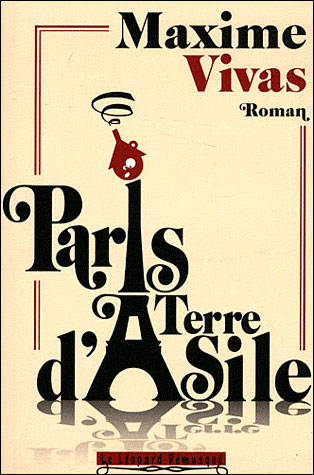 Maxime
Vivas
Roman
Paris
Terre
d'Asile
Le Léopard Démasqué